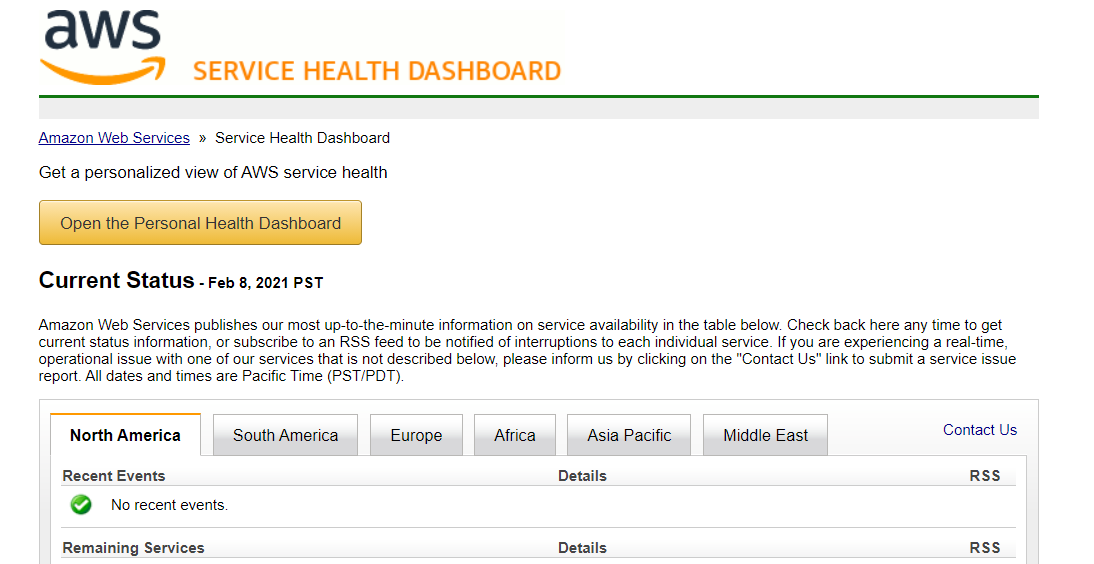 aws
SERVICE HEALTH DASHBOARD
Amazon Web Services » Service Health Dashboard
Get a personalized view of AWS service health
Open the Personal Health Dashboard
Current Status - Feb 8, 2021 PST
Amazon Web Services publishes our most up-to-the-minute information on service availability in the table below. Check back here any time to get
current status information, or subscribe to an RSS feed to be notified of interruptions to each individual service. If you are experiencing a real-time,
operational issue with one of our services that is not described below, please inform us by clicking on the "Contact Us" link to submit a service issue
report. All dates and times are Pacific Time (PST/PDT).
North America South America Europe Africa Asia Pacific Middle East Contact Us
Recent Events Details RSS
No recent events.
Remaining Services Details RSS